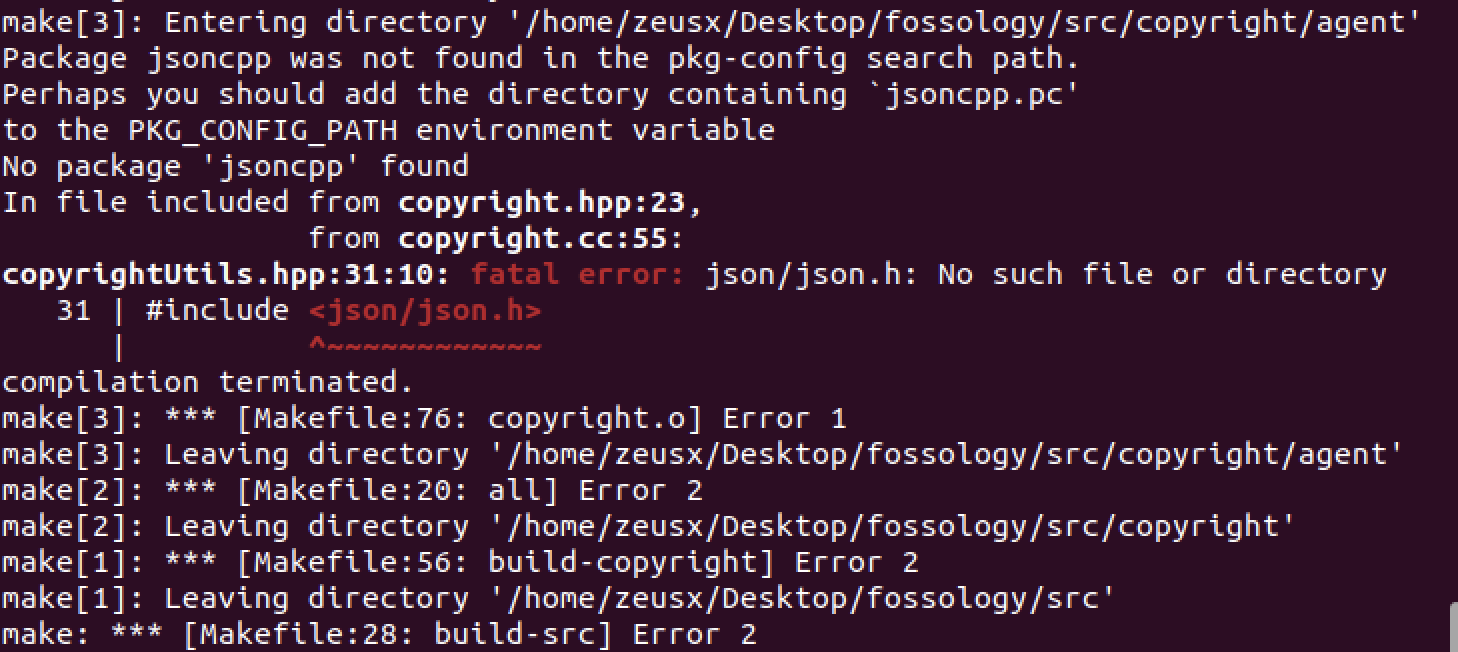 make[3]: Entering directory '/home/zeusx/Desktop/fossology/src/copyright/agent'
Package jsoncpp was not found in the pkg-config search path.
Perhaps you should add the directory containing `jsoncpp.pc'
to the PKG_CONFIG_PATH environment variable
No package 'jsoncpp' found
In file included from copyright.hpp:23,
                 from copyright.cc:55:
copyrightUtils.hpp:31:10: fatal error: json/json.h: No such file or directory
   31 | #include <json/json.h>
      |          ^~~~~~~~~~~~~
compilation terminated.
make[3]: *** [Makefile:76: copyright.o] Error 1
make[3]: Leaving directory '/home/zeusx/Desktop/fossology/src/copyright/agent'
make[2]: *** [Makefile:20: all] Error 2
make[2]: Leaving directory '/home/zeusx/Desktop/fossology/src/copyright'
make[1]: *** [Makefile:56: build-copyright] Error 2
make[1]: Leaving directory '/home/zeusx/Desktop/fossology/src'
make: *** [Makefile:28: build-src] Error 2